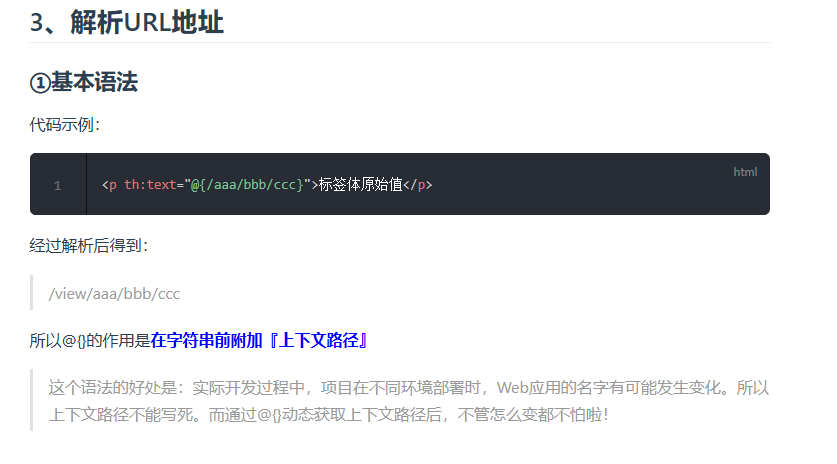 3、解析URL地址
①基本语法
代码示例：
html
1 <p th:text="@{/aaa/bbb/ccc}">标签体原始值</p>
经过解析后得到：
/view/aaa/bbb/ccc
所以@{}的作用是在字符串前附加『上下文路径』
这个语法的好处是：实际开发过程中，项目在不同环境部署时，Web应用的名字有可能发生变化。所以
上下文路径不能写死。而通过@{}动态获取上下文路径后，不管怎么变都不怕啦！